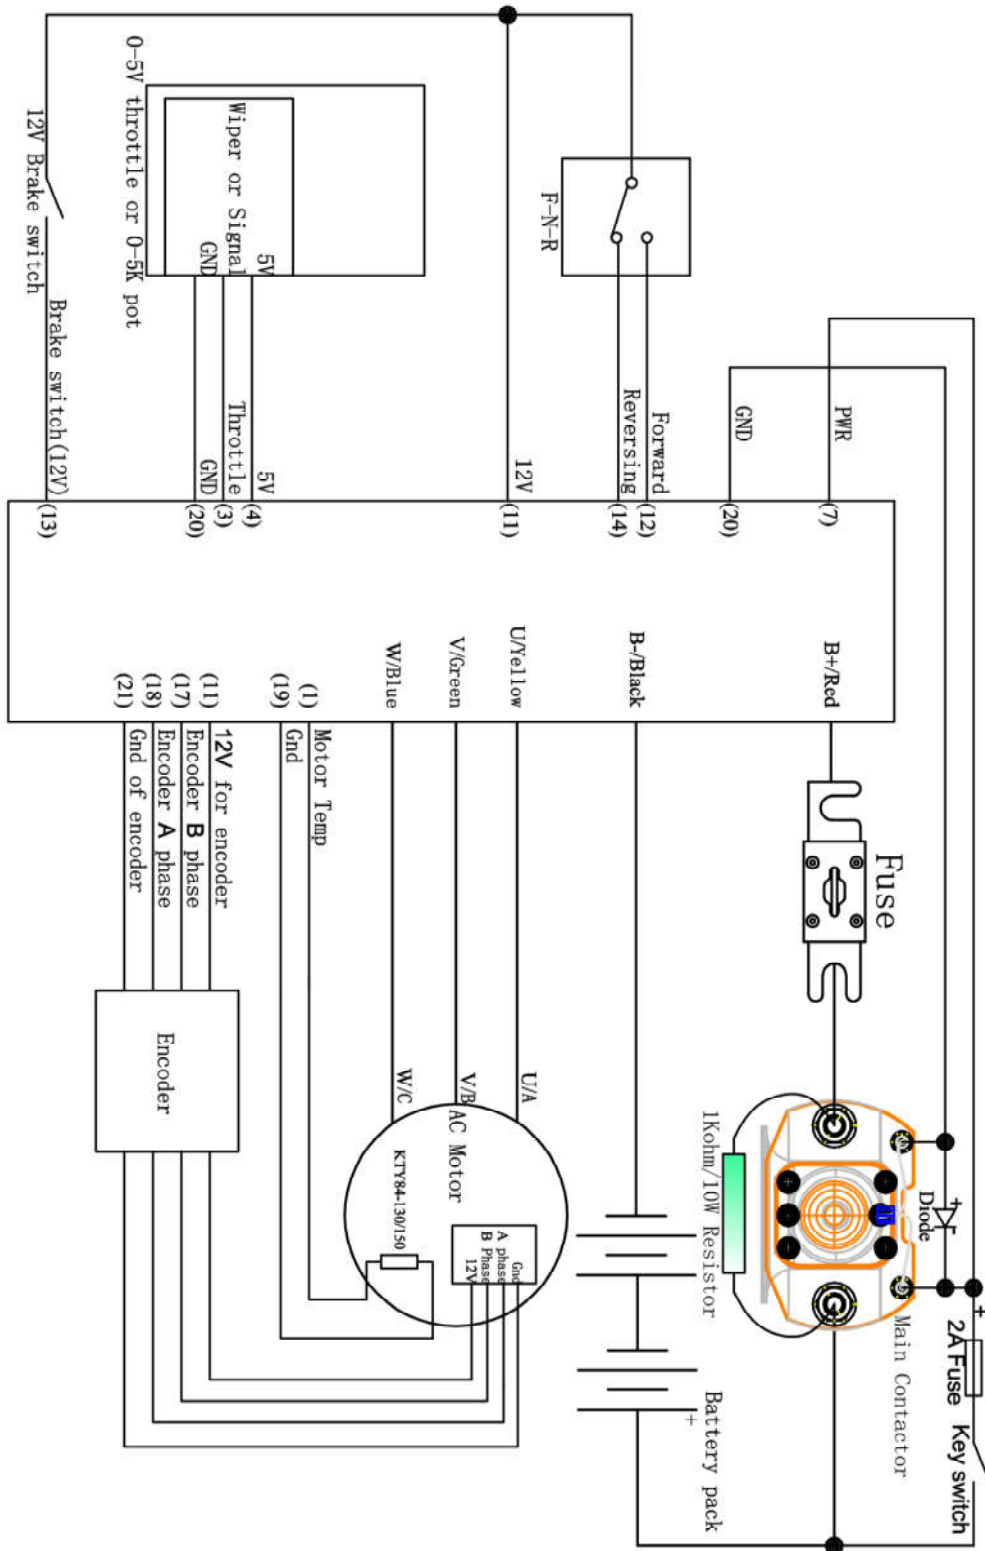 PWR
(7)
GND
(20)
Forward
(12)
Reversing
(14)
F-N-R
12V
(11)
5V
(4)
Throttle
(3)
GND
(20)
5V
Wiper or Signal
GND
0-5V throttle or 0-5K pot
12V Brake switch
Brake switch(12V)
(13)
B+/Red
B-/Black
U/Yellow
V/Green
W/Blue
(1)
Motor Temp
(19)
Gnd
(11)
12V for encoder
(17)
Encoder B phase
(18)
Encoder A phase
(21)
Gnd of encoder
Fuse
Encoder
U/A
V/B
W/C
AC Motor
KTY84-130/150
Gnd
A phase
B Phase
12V
1Kohm/10W Resistor
+
Diode
-
Main Contactor
+
2A Fuse
Key switch
Battery pack
+